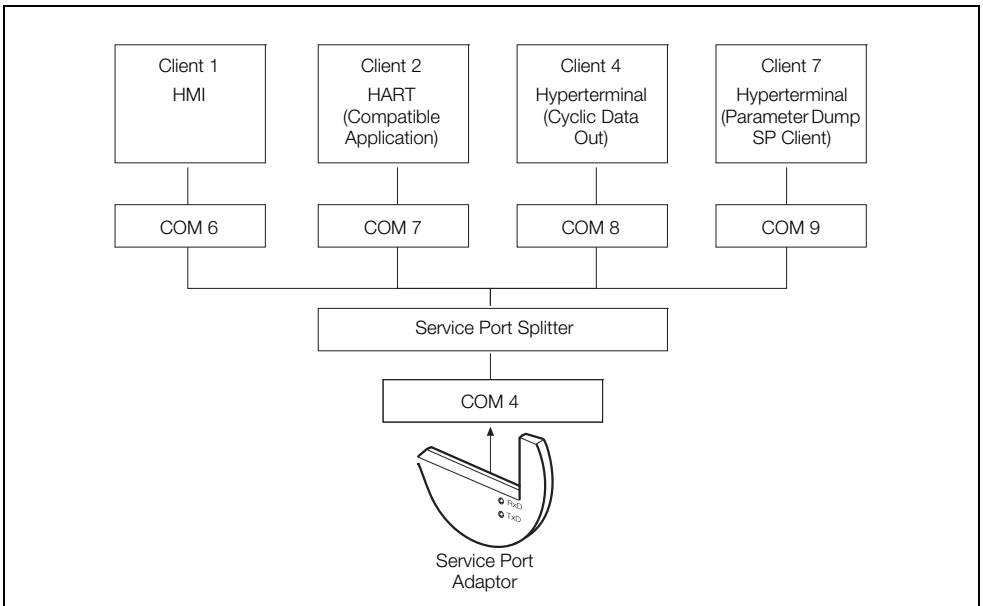 Client 1
HMI
Client 2
HART
(Compatible
Application)
Client 4
Hyperterminal
(Cyclic Data
Out)
Client 7
Hyperterminal
(Parameter Dump
SP Client)
COM 6
COM 7
COM 8
COM 9
Service Port Splitter
COM 4
RxD
TxD
Service Port
Adaptor